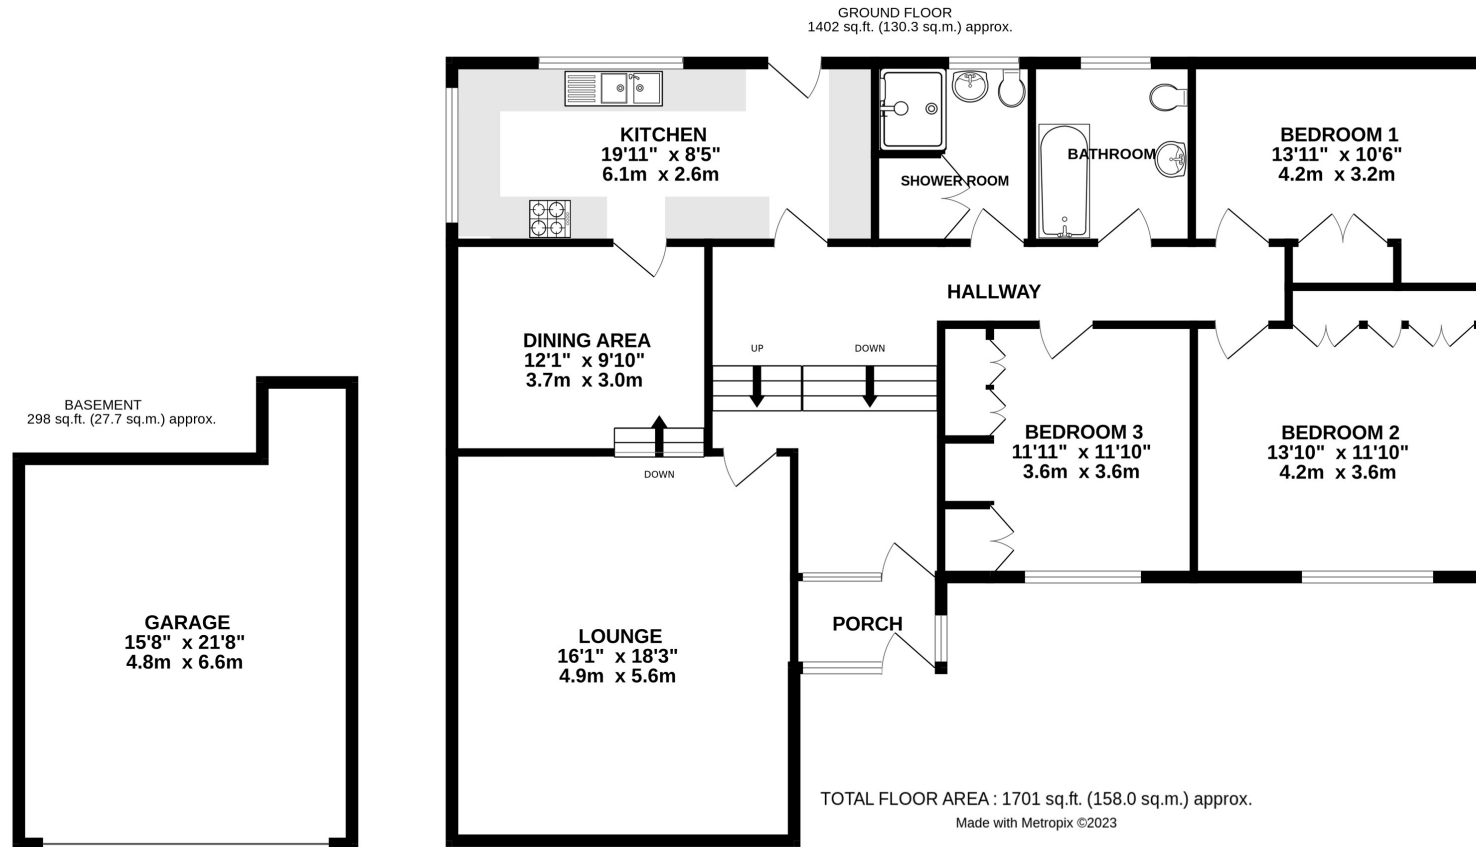 GROUND FLOOR
1402 sq.ft. (130.3 sq.m.) approx.
KITCHEN
19'11" x 8'5"
6.1m x 2.6m
SHOWER ROOM
BATHROOM
BEDROOM 1
13'11" x 10'6"
4.2m x 3.2m
HALLWAY
DINING AREA
12'1" x 9'10"
3.7m x 3.0m
UP
DOWN
BASEMENT
298 sq.ft. (27.7 sq.m.) approx.
BEDROOM 3
11'11" x 11'10"
3.6m x 3.6m
BEDROOM 2
13'10" x 11'10"
4.2m x 3.6m
DOWN
GARAGE
15'8" x 21'8"
4.8m x 6.6m
LOUNGE
16'1" x 18'3"
4.9m x 5.6m
PORCH
TOTAL FLOOR AREA : 1701 sq.ft. (158.0 sq.m.) approx.
Made with Metropix ©2023